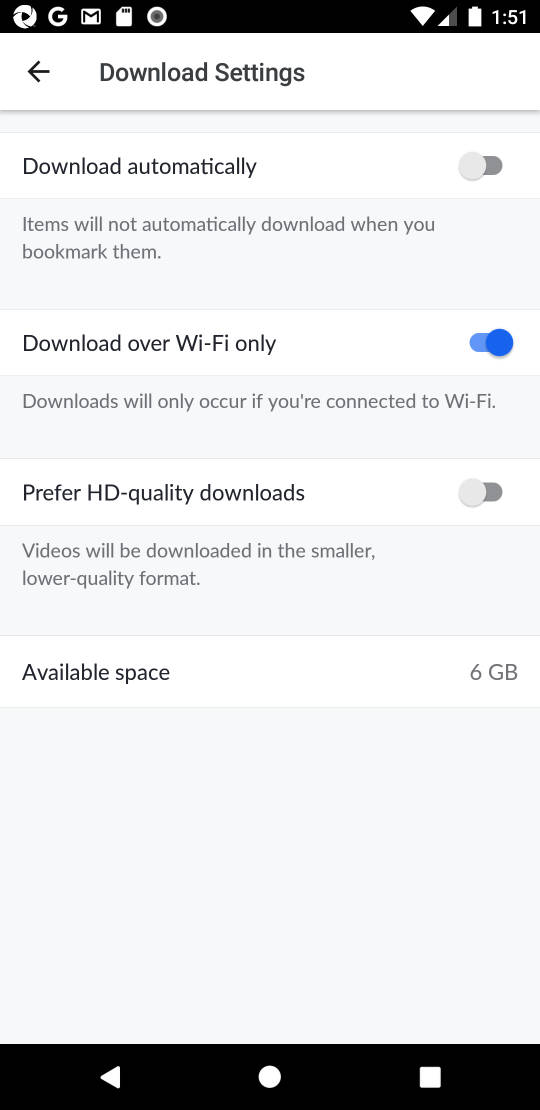 1:51
Download Settings
Download automatically
Items will not automatically download when you
bookmark them.
Download over Wi-Fi only
Downloads will only occur if you're connected to Wi-Fi.
Prefer HD-quality downloads
Videos will be downloaded in the smaller,
lower-quality format.
Available space 6 GB